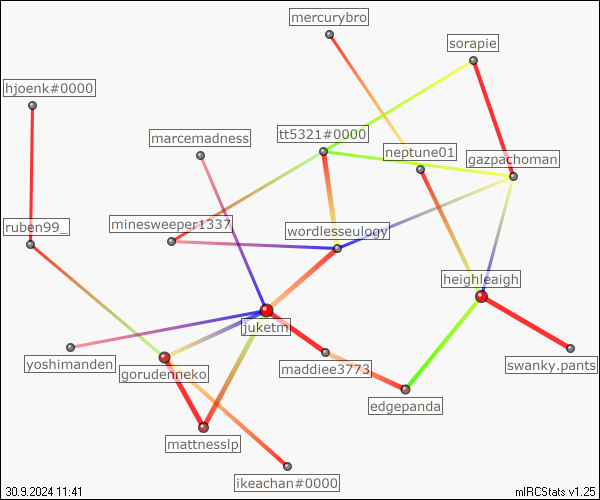 mercurybro
sorapie
hjoenk#0000
tt5321#0000
marcemadness
neptune01
gazpachoman
ruben99_
minesweeper1337
wordlesseulogy
heighleaigh
juketm
yoshimanden
gorudenneko
maddiee3773
swanky.pants
edgepanda
mattnesslp
ikeachan#0000
30.9.2024 11:41
mIRCStats v1.25